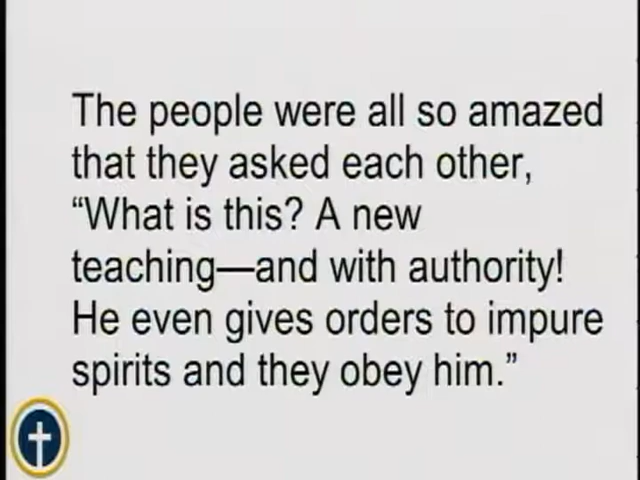 The people were all so amazed
that they asked each other,
“What is this? A new
teaching—and with authority!
He even gives orders to impure
spirits and they obey him.”